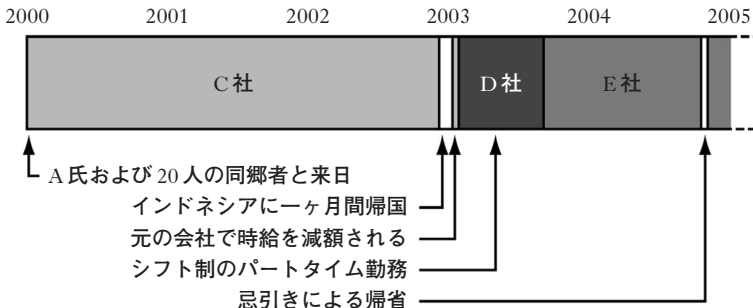 2000 2001 2002 2003 2004 2005
C社 D社 E社
A氏および20人の同郷者と来日
インドネシアに一ヶ月間帰国
元の会社で時給を減額される
シフト制のパートタイム勤務
忌引きによる帰省